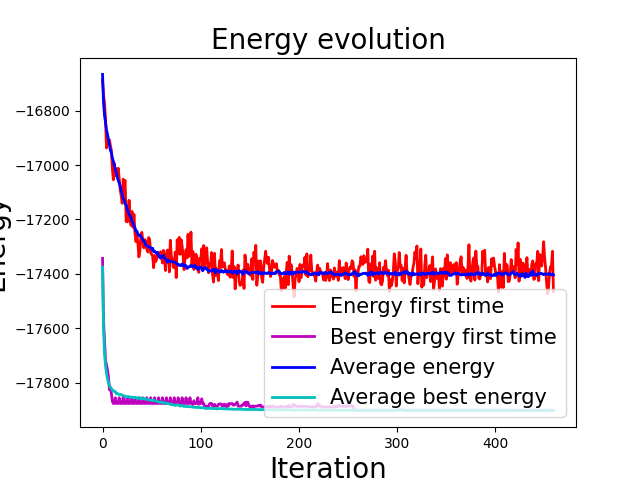 Energy evolution
Energy
−16800
−17000
−17200
−17400
−17600
−17800
0
100
200
300
400
Iteration
Energy first time
Best energy first time
Average energy
Average best energy